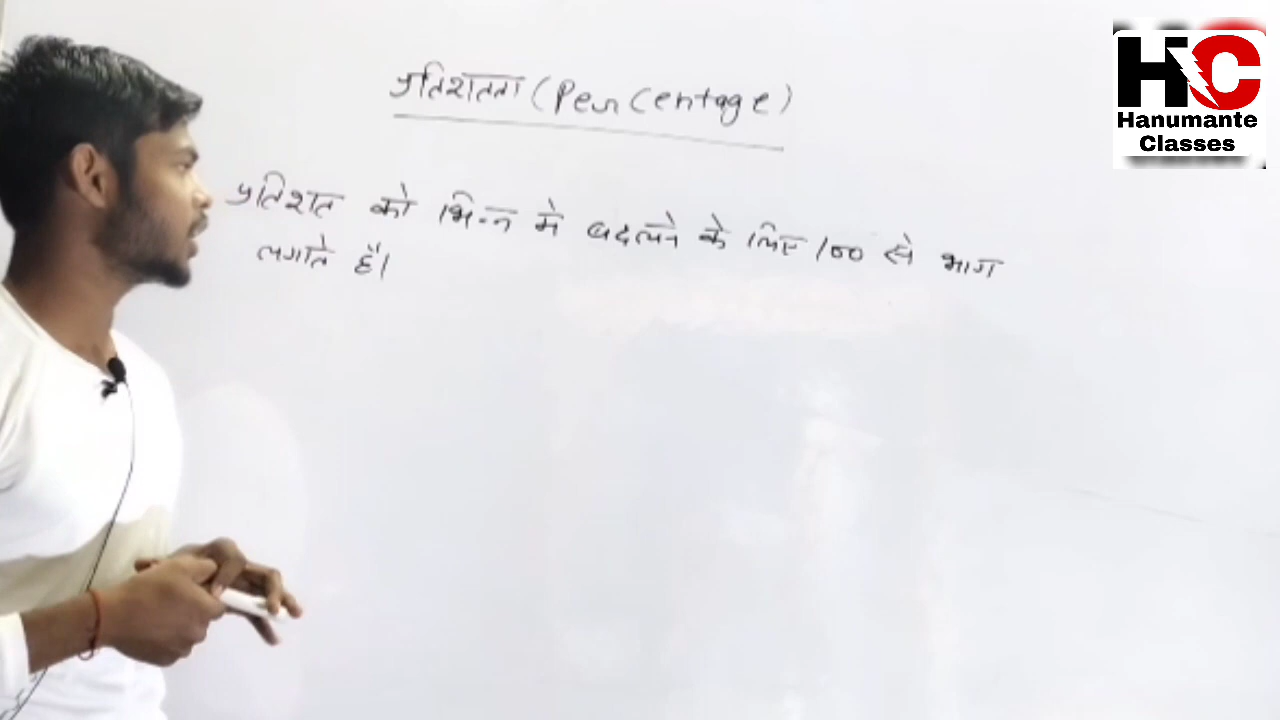 प्रतिशतता (Percentage)
HC
Hanumante
Classes
प्रतिशत को भिन्न मे बदलने के लिए 100 से भाग
लगाते हैं।